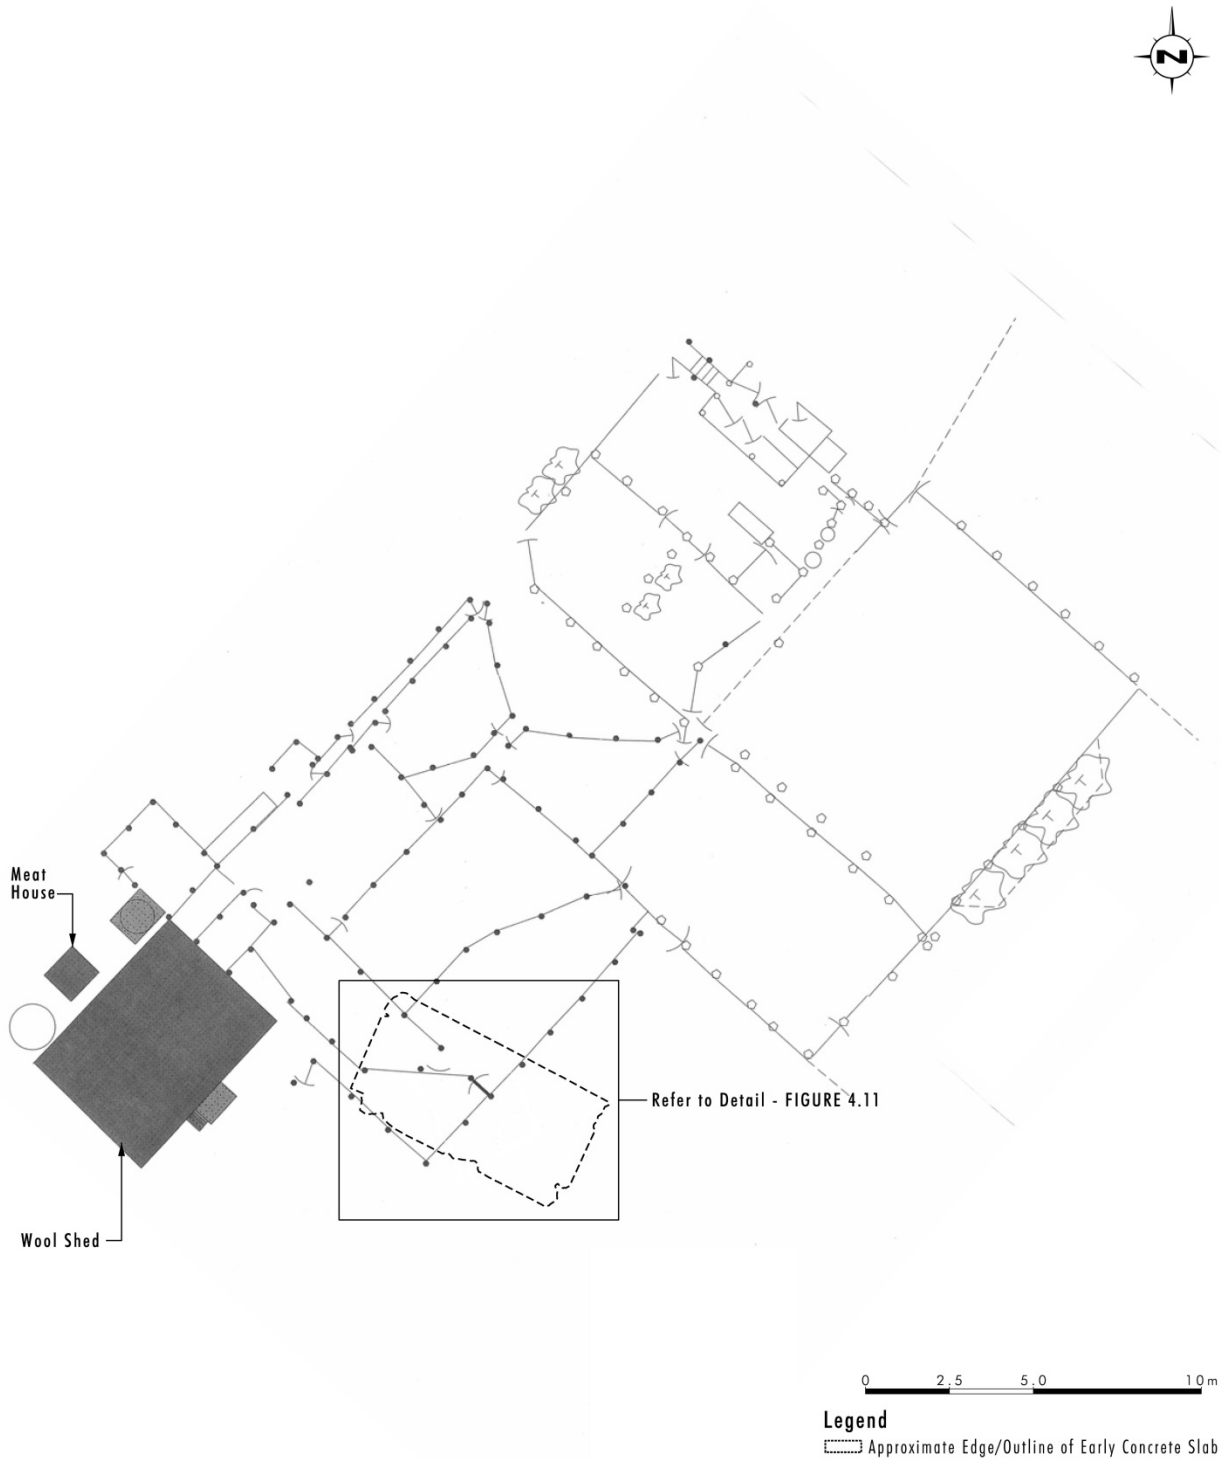 N
Meat
House
Refer to Detail - FIGURE 4.11
Wool Shed
0 2.5 5.0 10m
Legend
Approximate Edge/Outline of Early Concrete Slab
T
T
T
T
T
T
T
T